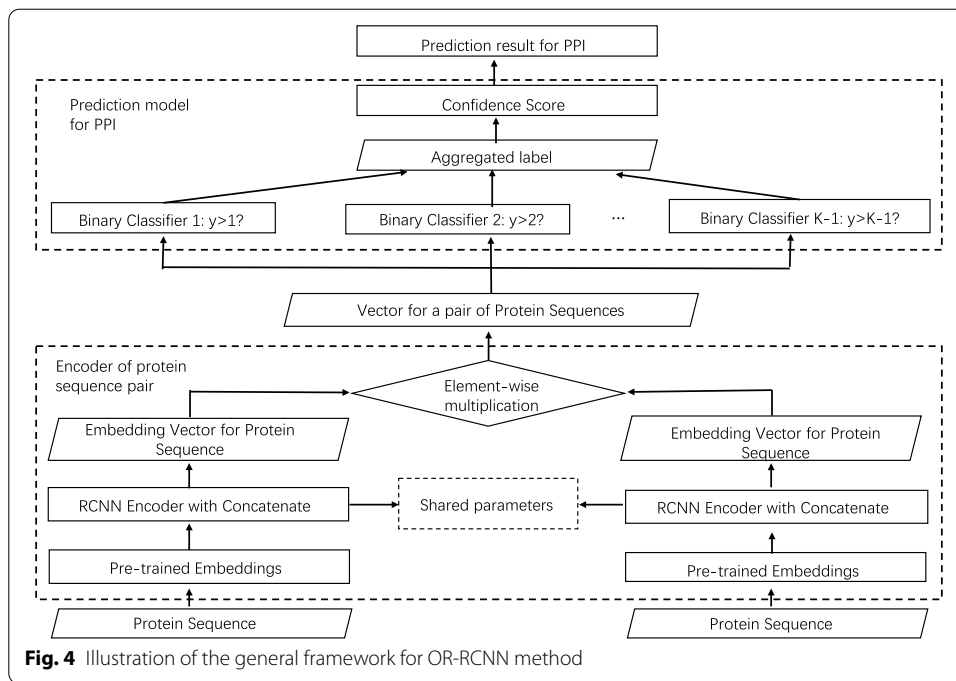 Prediction result for PPI
Prediction model
for PPI
Confidence Score
Aggregated label
Binary Classifier 1: y>1?
Binary Classifier 2: y>2?
...
Binary Classifier K-1: y>K-1?
Vector for a pair of Protein Sequences
Encoder of protein
sequence pair
Element-wise
multiplication
Embedding Vector for Protein
Sequence
Embedding Vector for Protein
Sequence
RCNN Encoder with Concatenate
Shared parameters
RCNN Encoder with Concatenate
Pre-trained Embeddings
Pre-trained Embeddings
Protein Sequence
Protein Sequence
Fig. 4 Illustration of the general framework for OR-RCNN method